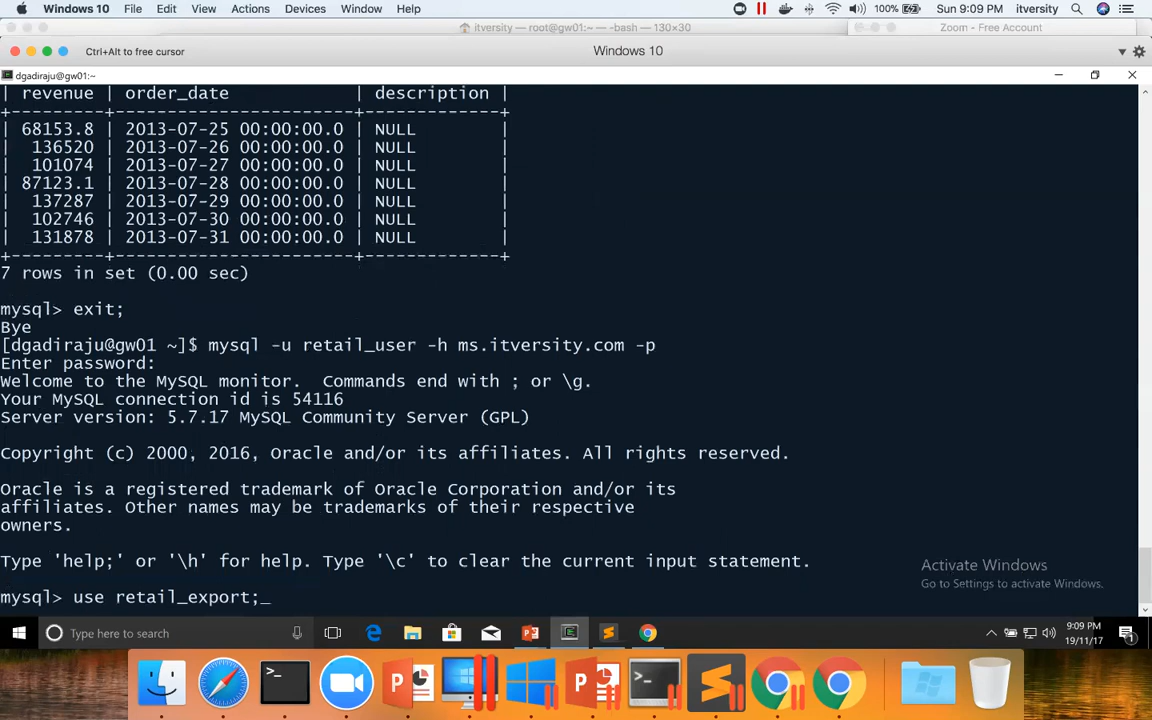 Windows 10 File Edit View Actions Devices Window Help 100% Sun 9:09 PM itversity
itversity — root@gw01:~ — -bash — 130×30 Zoom - Free Account
Ctrl+Alt to free cursor Windows 10
dgadiraju@gw01:~
| revenue | order_date | description |
+---------+-----------------------+-------------+
| 68153.8 | 2013-07-25 00:00:00.0 | NULL |
| 136520 | 2013-07-26 00:00:00.0 | NULL |
| 101074 | 2013-07-27 00:00:00.0 | NULL |
| 87123.1 | 2013-07-28 00:00:00.0 | NULL |
| 137287 | 2013-07-29 00:00:00.0 | NULL |
| 102746 | 2013-07-30 00:00:00.0 | NULL |
| 131878 | 2013-07-31 00:00:00.0 | NULL |
+---------+-----------------------+-------------+
7 rows in set (0.00 sec)
mysql> exit;
Bye
[dgadiraju@gw01 ~]$ mysql -u retail_user -h ms.itversity.com -p
Enter password:
Welcome to the MySQL monitor. Commands end with ; or \g.
Your MySQL connection id is 54116
Server version: 5.7.17 MySQL Community Server (GPL)
Copyright (c) 2000, 2016, Oracle and/or its affiliates. All rights reserved.
Oracle is a registered trademark of Oracle Corporation and/or its
affiliates. Other names may be trademarks of their respective
owners.
Type 'help;' or '\h' for help. Type '\c' to clear the current input statement.
Activate Windows
Go to Settings to activate Windows.
mysql> use retail_export;_
Type here to search
9:09 PM
19/11/17